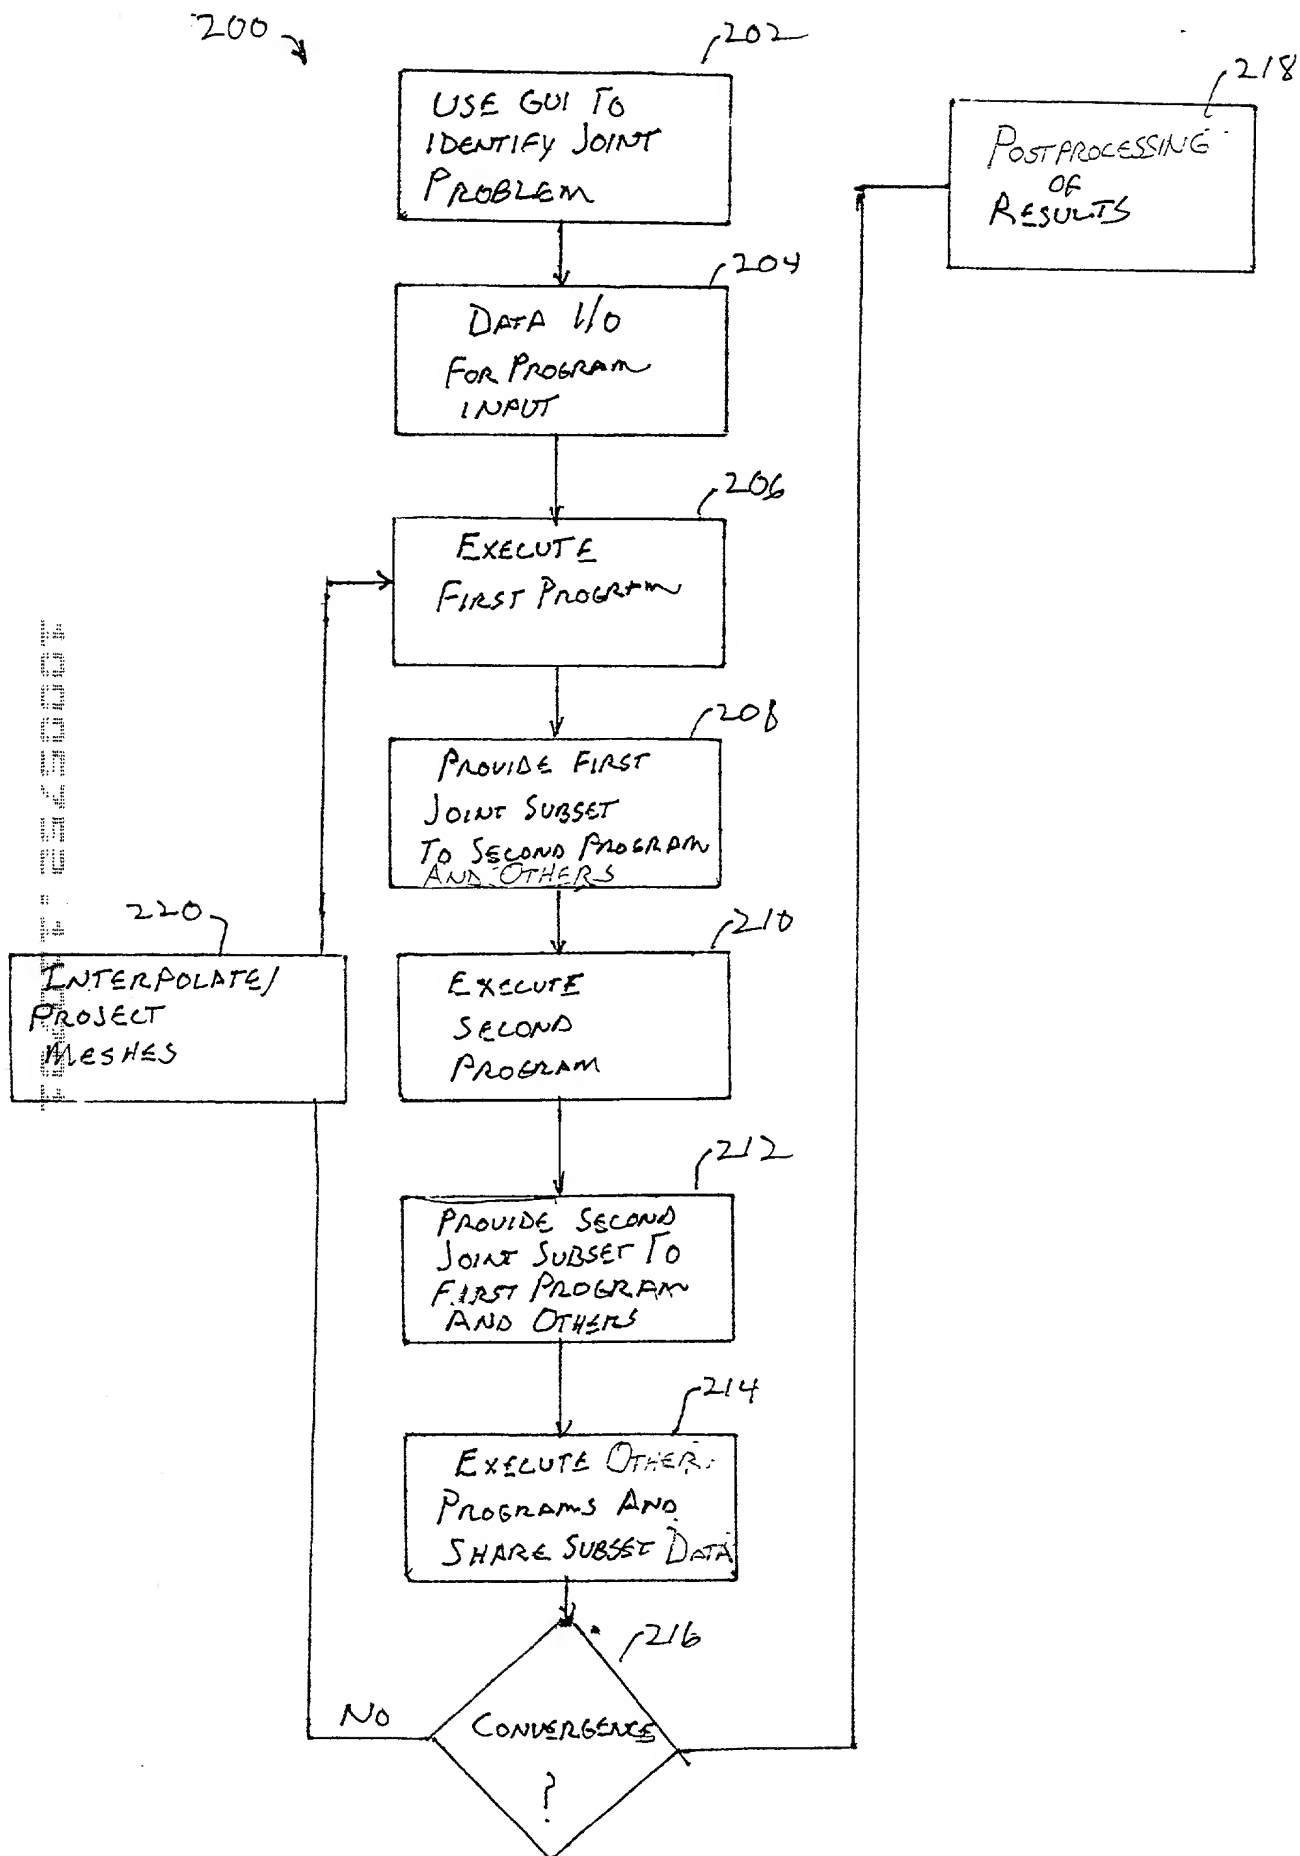 200
202
USE GUI TO
IDENTIFY JOINT
PROBLEM
218
POSTPROCESSING
OF
RESULTS
204
DATA I/O
FOR PROGRAM
INPUT
206
EXECUTE
FIRST PROGRAM
208
PROVIDE FIRST
JOINT SUBSET
TO SECOND PROGRAM
AND OTHERS
220
INTERPOLATE/
PROJECT
MESHES
210
EXECUTE
SECOND
PROGRAM
212
PROVIDE SECOND
JOINT SUBSET TO
FIRST PROGRAM
AND OTHERS
214
EXECUTE OTHER
PROGRAMS AND
SHARE SUBSET DATA
216
NO
CONVERGENCE
?